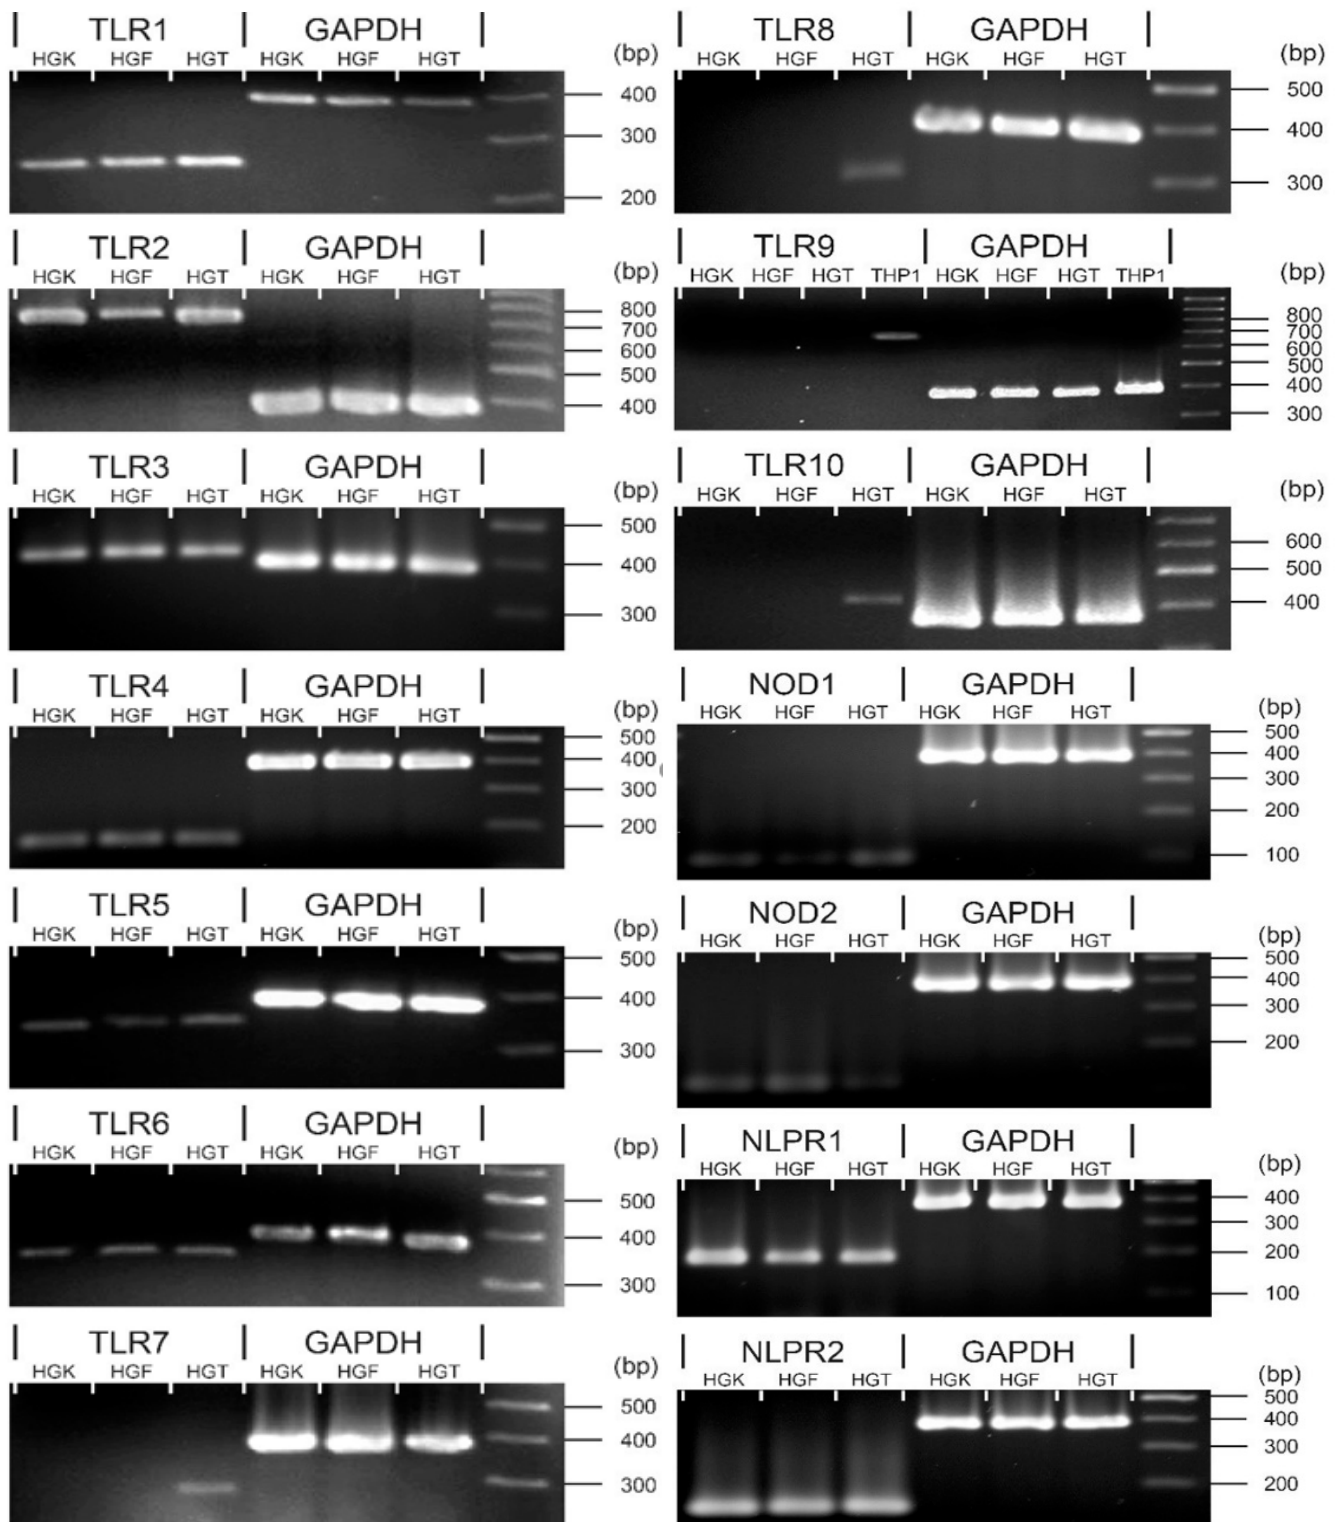 TLR1 GAPDH
HGK HGF HGT HGK HGF HGT (bp)
400
300
200
TLR2 GAPDH
HGK HGF HGT HGK HGF HGT (bp)
800
700
600
500
400
TLR3 GAPDH
HGK HGF HGT HGK HGF HGT (bp)
500
400
300
TLR4 GAPDH
HGK HGF HGT HGK HGF HGT (bp)
500
400
300
200
TLR5 GAPDH
HGK HGF HGT HGK HGF HGT (bp)
500
400
300
TLR6 GAPDH
HGK HGF HGT HGK HGF HGT (bp)
500
400
300
TLR7 GAPDH
HGK HGF HGT HGK HGF HGT (bp)
500
400
300
TLR8 GAPDH
HGK HGF HGT HGK HGF HGT (bp)
500
400
300
TLR9 GAPDH
HGK HGF HGT THP1 HGK HGF HGT THP1 (bp)
800
700
600
500
400
300
TLR10 GAPDH
HGK HGF HGT HGK HGF HGT (bp)
600
500
400
NOD1 GAPDH
HGK HGF HGT HGK HGF HGT (bp)
500
400
300
200
100
NOD2 GAPDH
HGK HGF HGT HGK HGF HGT (bp)
500
400
300
200
NLPR1 GAPDH
HGK HGF HGT HGK HGF HGT (bp)
400
300
200
100
NLPR2 GAPDH
HGK HGF HGT HGK HGF HGT (bp)
500
400
300
200